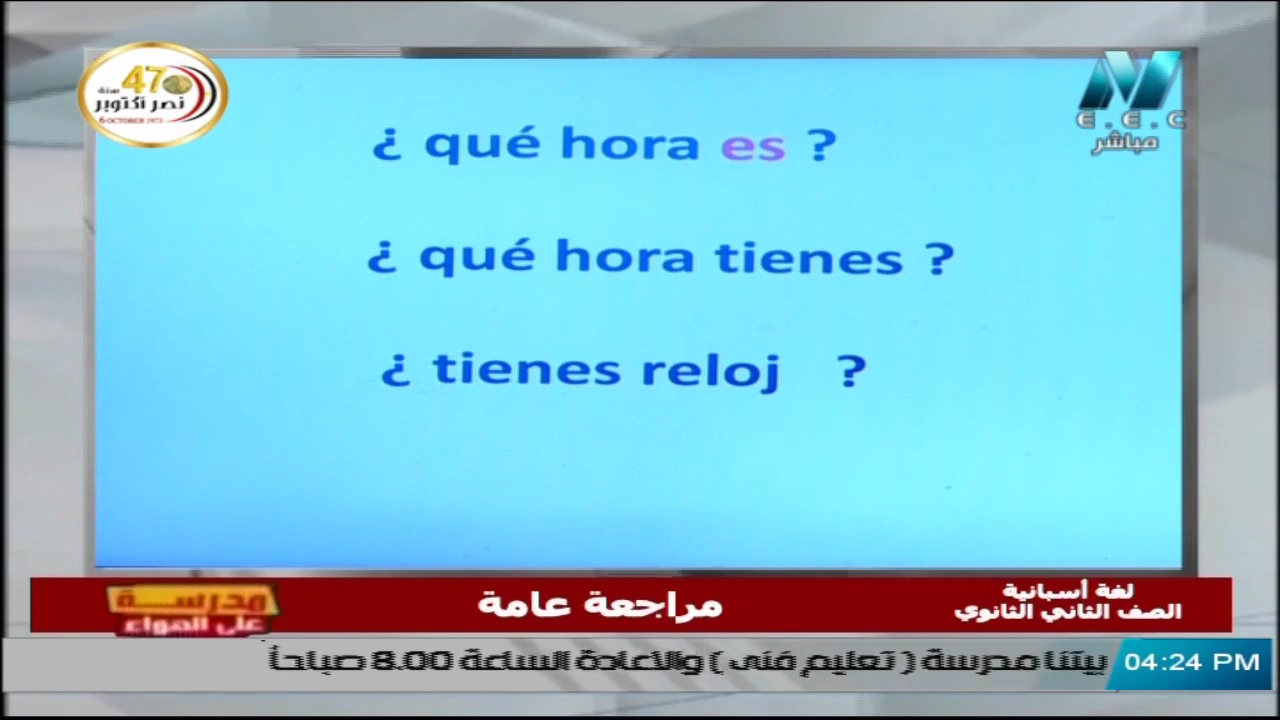 47
سنة
نصر أكتوبر
6 OCTOBER 1973
E . E . C
مباشر
¿ qué hora es ?
¿ qué hora tienes ?
¿ tienes reloj ?
لغة أسبانية
الصف الثاني الثانوي
مراجعة عامة
مدرســـة
على الهواء
04:24 PM
بيتنا مدرسة ( تعليم فنى ) والاعادة الساعة 8.00 صباحاً